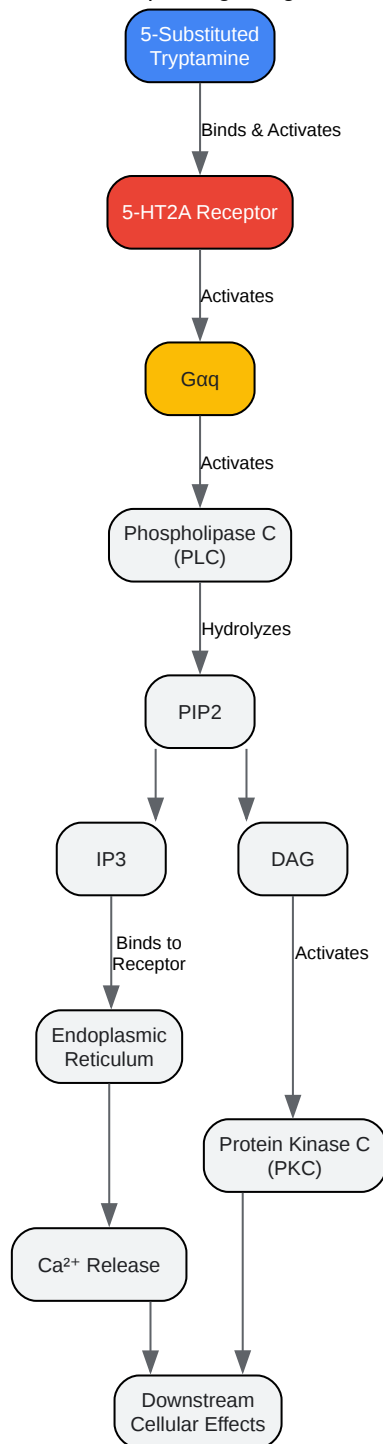 5-Substituted
Tryptamine
Binds & Activates
5-HT2A Receptor
Activates
Gαq
Activates
Phospholipase C
(PLC)
Hydrolyzes
PIP2
IP3
DAG
Binds to
Receptor
Activates
Endoplasmic
Reticulum
Protein Kinase C
(PKC)
Ca²⁺ Release
Downstream
Cellular Effects